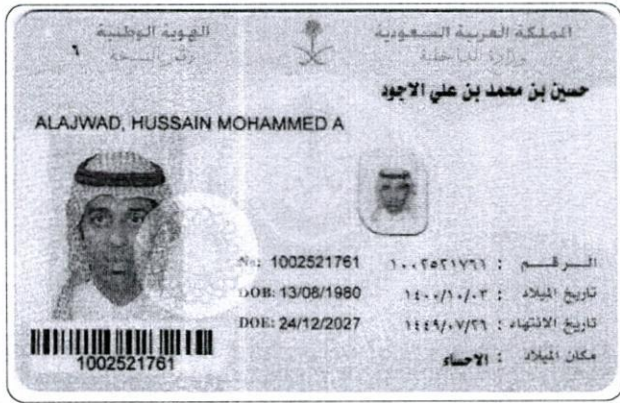 المملكة العربية السعودية الهوية الوطنية
وزارة الداخلية رقم النسخة ٦
حسين بن محمد بن علي الاجود
ALAJWAD, HUSSAIN MOHAMMED A
الرقم : ١٠٠٢٥٢١٧٦١ No: 1002521761
تاريخ الميلاد : ١٤٠٠/١٠/٠٣ DOB: 13/08/1980
تاريخ الانتهاء : ١٤٤٩/٠٧/٢٦ DOE: 24/12/2027
مكان الميلاد : الاحساء
1002521761